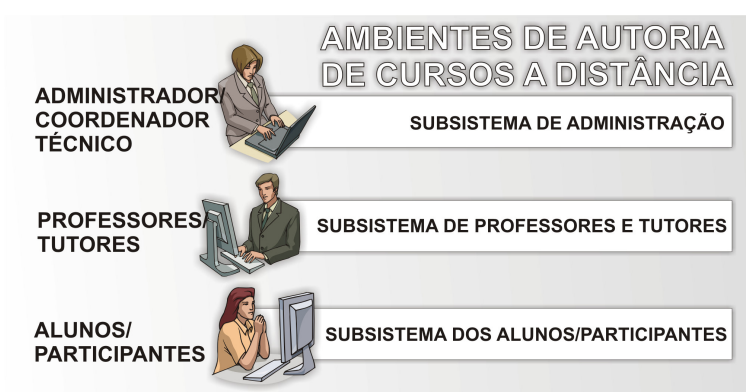 AMBIENTES DE AUTORIA
DE CURSOS A DISTÂNCIA
ADMINISTRADOR/
COORDENADOR
TÉCNICO
SUBSISTEMA DE ADMINISTRAÇÃO
PROFESSORES/
TUTORES
SUBSISTEMA DE PROFESSORES E TUTORES
ALUNOS/
PARTICIPANTES
SUBSISTEMA DOS ALUNOS/PARTICIPANTES